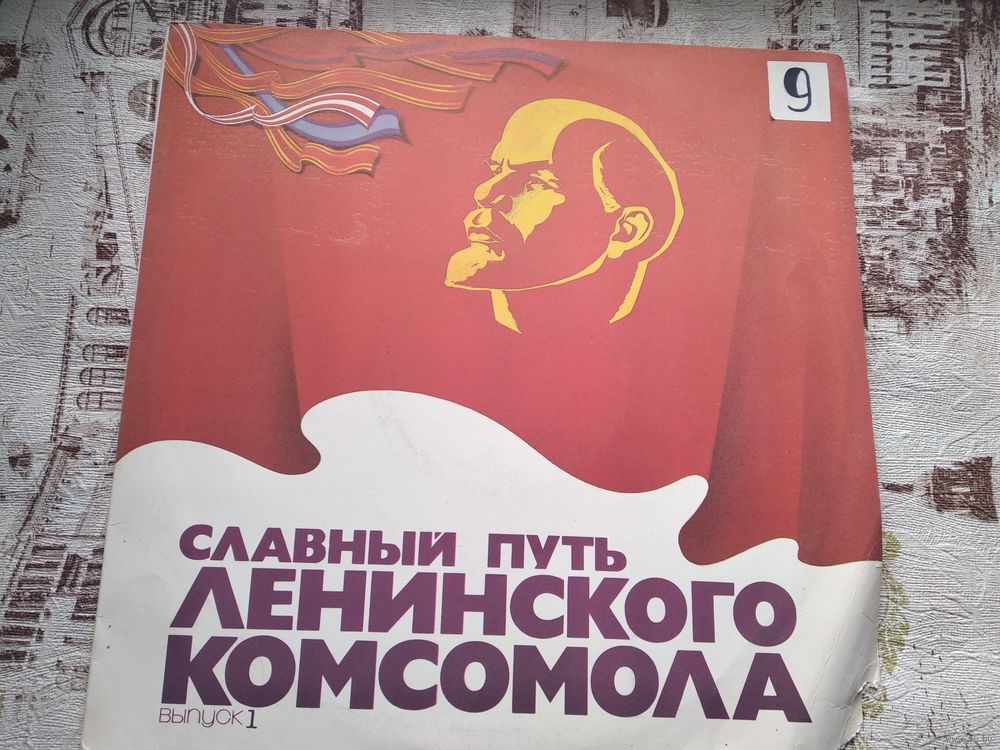 9
СЛАВНЫЙ ПУТЬ
ЛЕНИНСКОГО
КОМСОМОЛА
ВЫПУСК 1